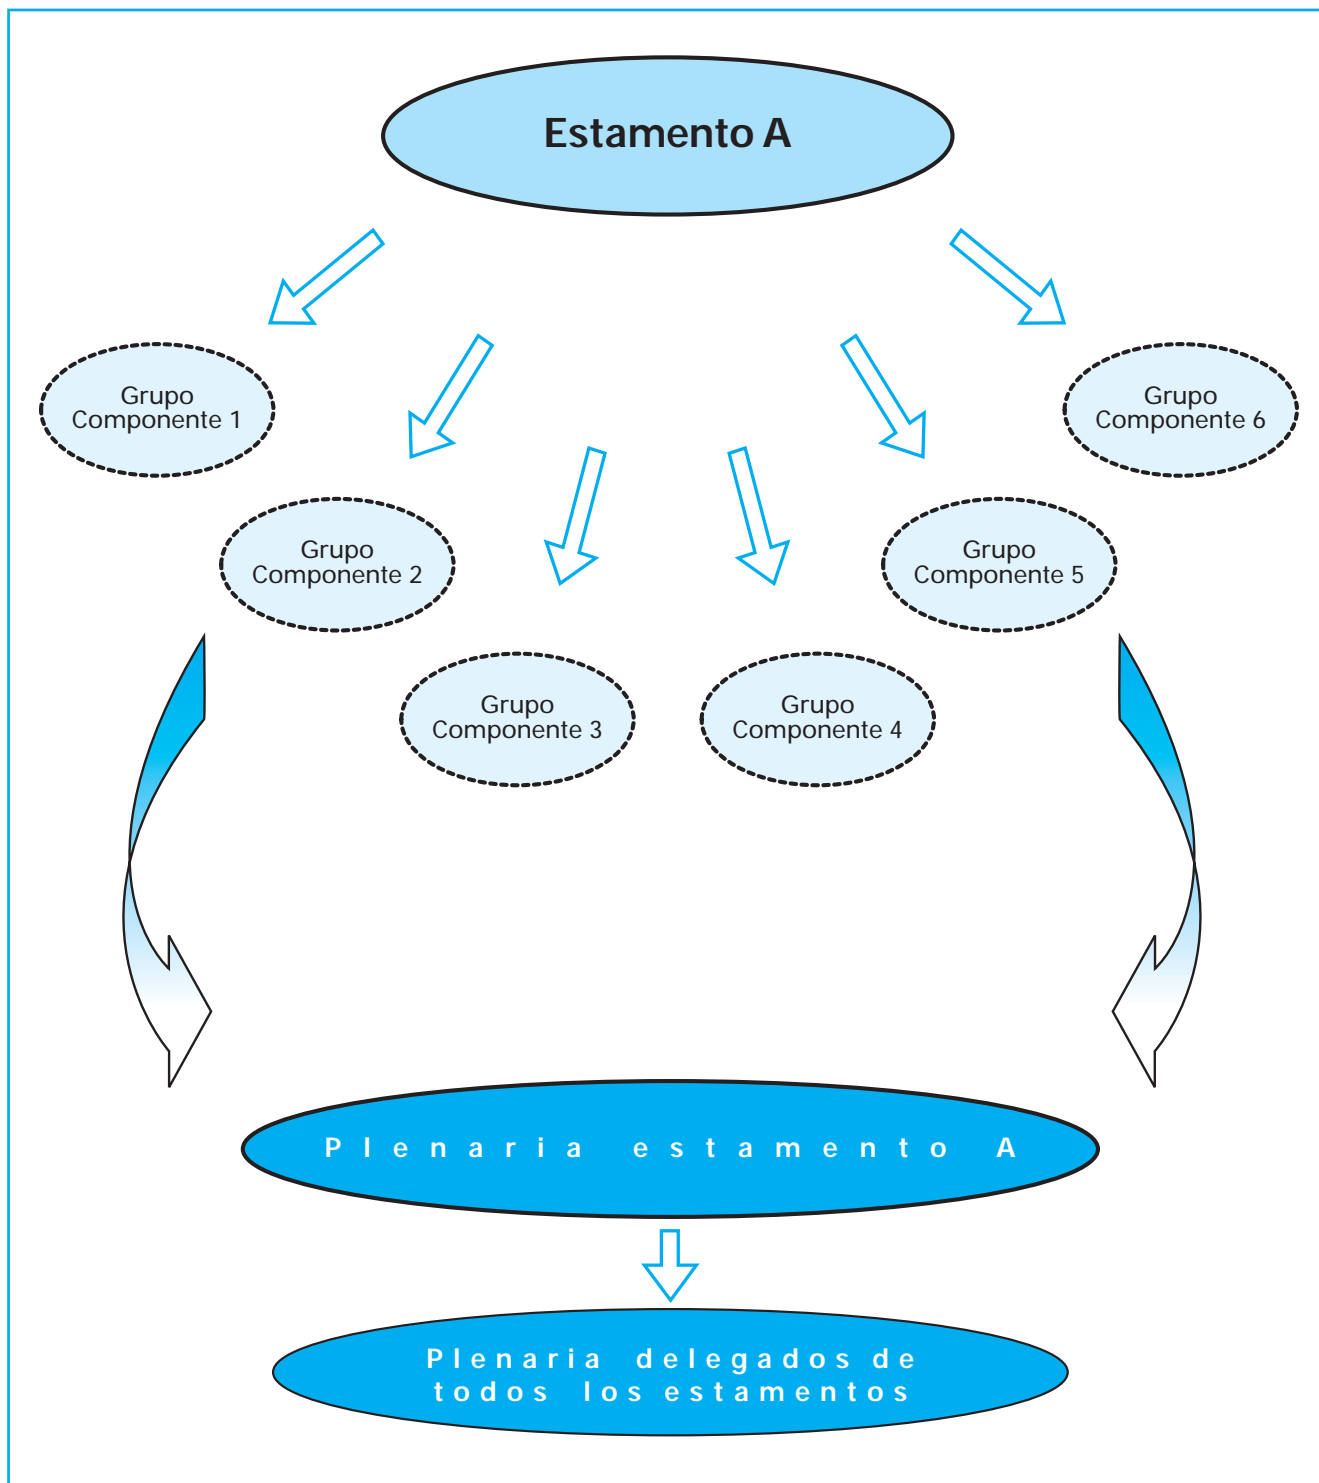 Estamento A
Grupo
Componente 1
Grupo
Componente 6
Grupo
Componente 2
Grupo
Componente 5
Grupo
Componente 3
Grupo
Componente 4
Plenaria estamento A
Plenaria delegados de
todos los estamentos